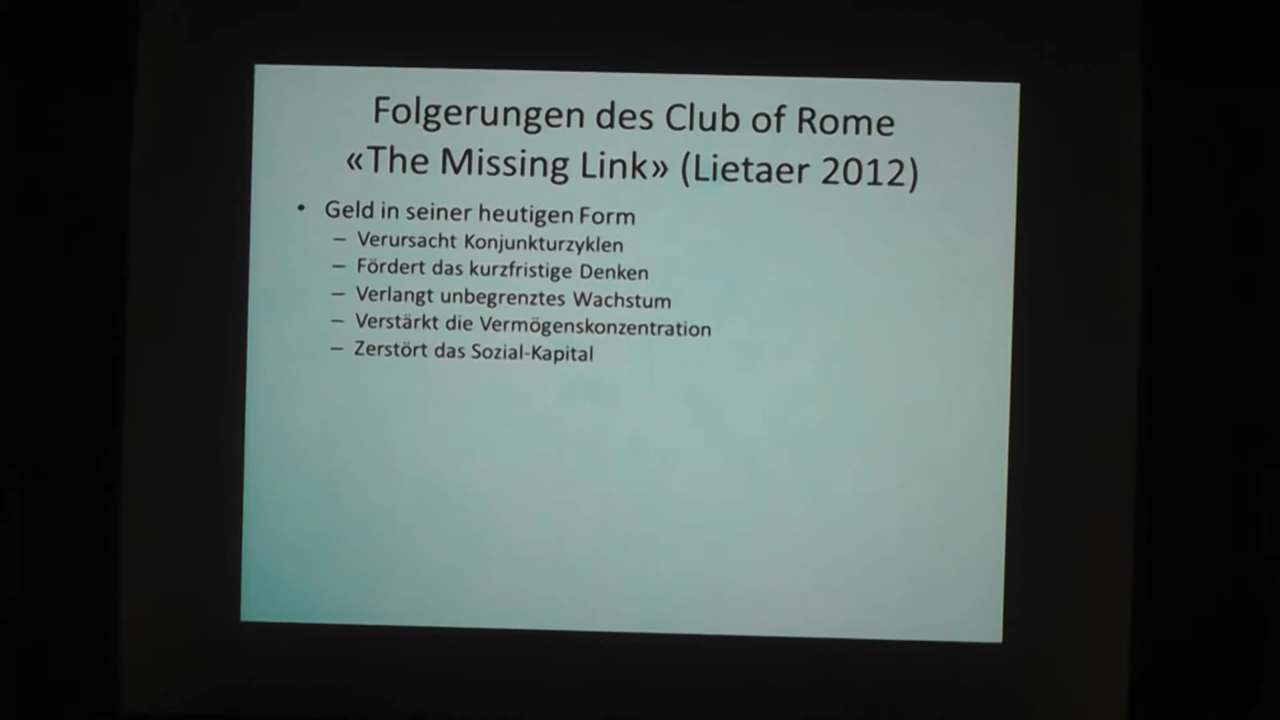 Folgerungen des Club of Rome
«The Missing Link» (Lietaer 2012)
• Geld in seiner heutigen Form
– Verursacht Konjunkturzyklen
– Fördert das kurzfristige Denken
– Verlangt unbegrenztes Wachstum
– Verstärkt die Vermögenskonzentration
– Zerstört das Sozial-Kapital